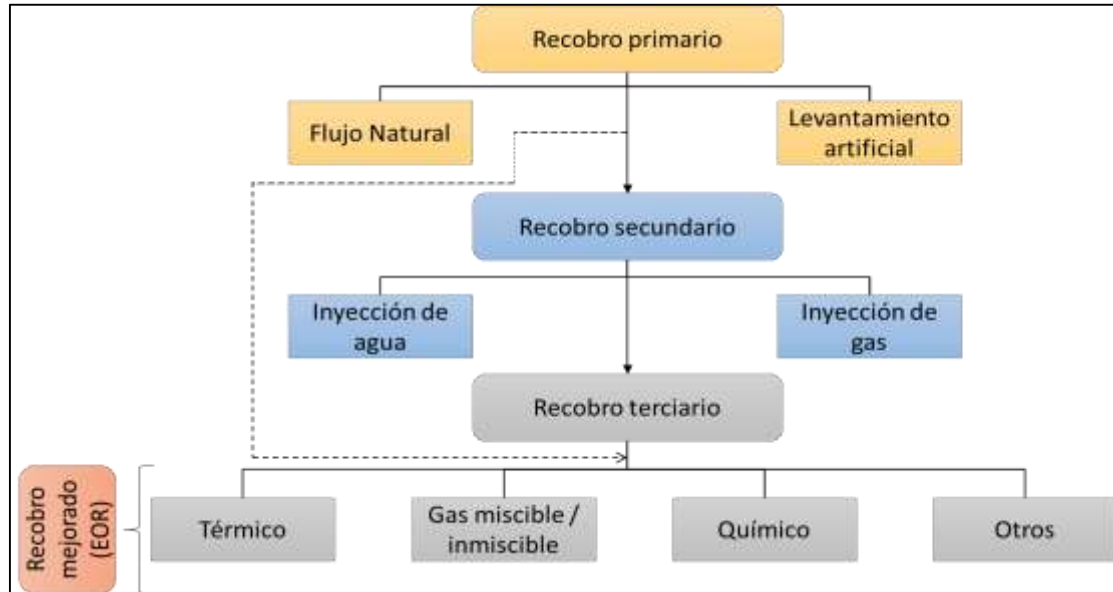 Recobro primario
Flujo Natural
Levantamiento
artificial
Recobro secundario
Inyección de
agua
Inyección de
gas
Recobro terciario
Recobro
mejorado
(EOR)
Térmico
Gas miscible /
inmiscible
Químico
Otros